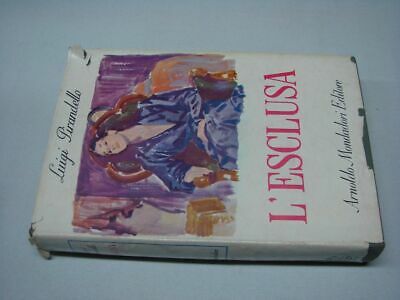 Luigi Pirandello
L'ESCLUSA
Arnoldo Mondadori Editore